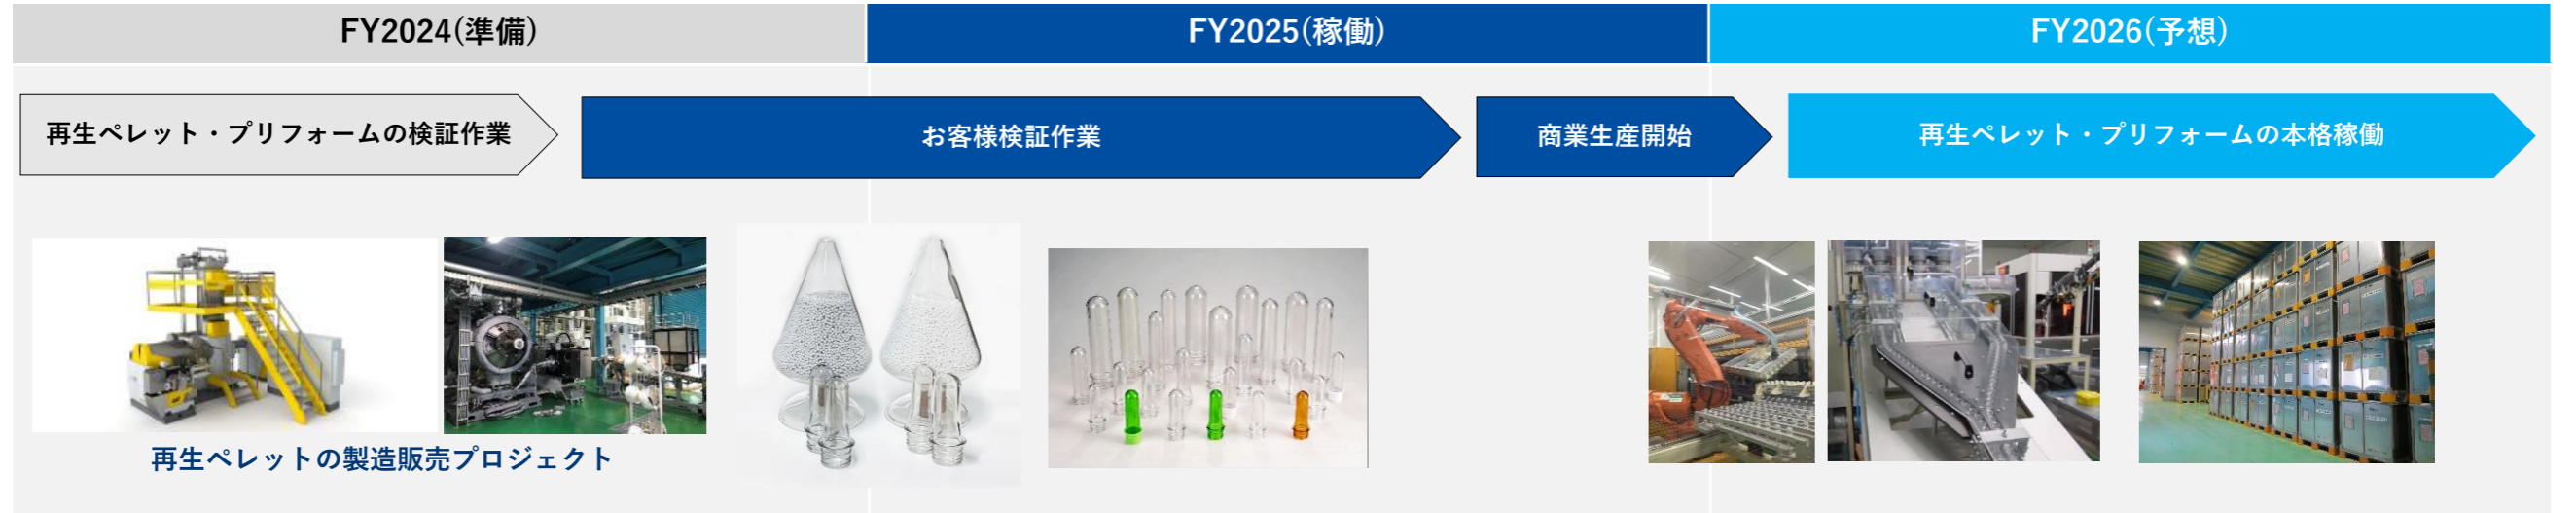 FY2024(準備)
FY2025(稼働)
FY2026(予想)
再生ペレット・プリフォームの検証作業
お客様検証作業
商業生産開始
再生ペレット・プリフォームの本格稼働
再生ペレットの製造販売プロジェクト